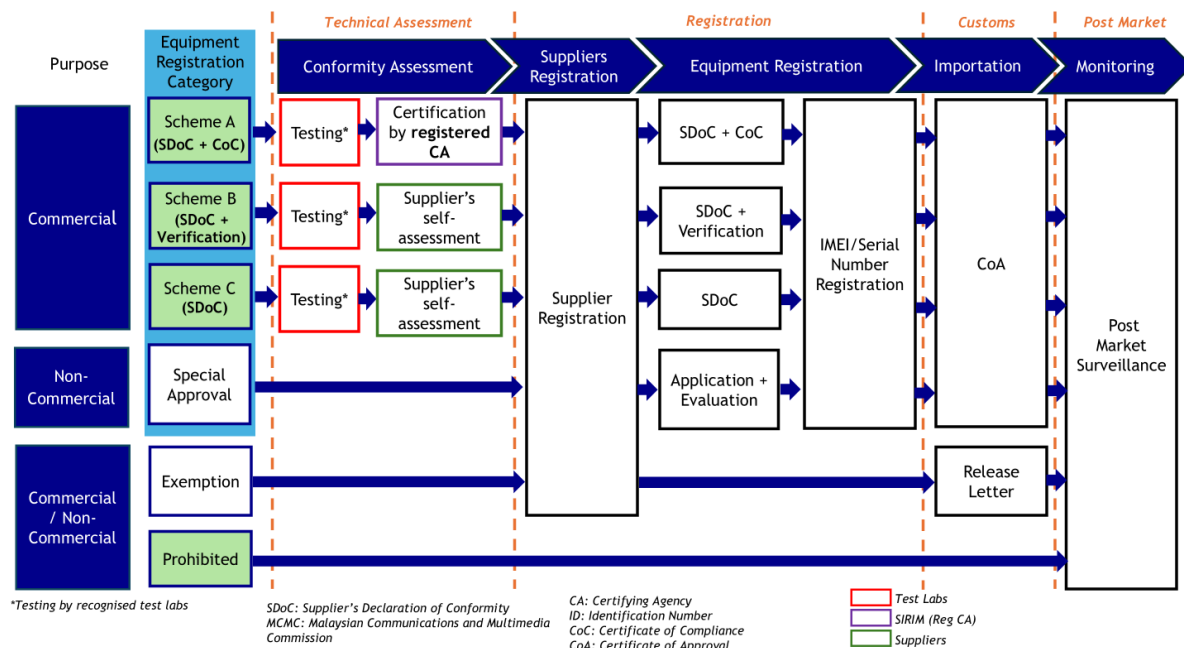 Technical Assessment
Registration
Customs
Post Market
Purpose
Equipment
Registration
Category
Conformity Assessment
Suppliers
Registration
Equipment Registration
Importation
Monitoring
Commercial
Scheme A
(SDoC + CoC)
Testing*
Certification
by registered
CA
SDoC + CoC
Scheme B
(SDoC +
Verification)
Testing*
Supplier's
self-
assessment
SDoC +
Verification
Scheme C
(SDoC)
Testing*
Supplier's
self-
assessment
Supplier
Registration
SDoC
IMEI/Serial
Number
Registration
CoA
Post
Market
Surveillance
Non-
Commercial
Special
Approval
Application +
Evaluation
Commercial
/ Non-
Commercial
Exemption
Release
Letter
Prohibited
*Testing by recognised test labs
SDoC: Supplier's Declaration of Conformity
MCMC: Malaysian Communications and Multimedia
Commission
CA: Certifying Agency
ID: Identification Number
CoC: Certificate of Compliance
CoA: Certificate of Approval
Test Labs
SIRIM (Reg CA)
Suppliers